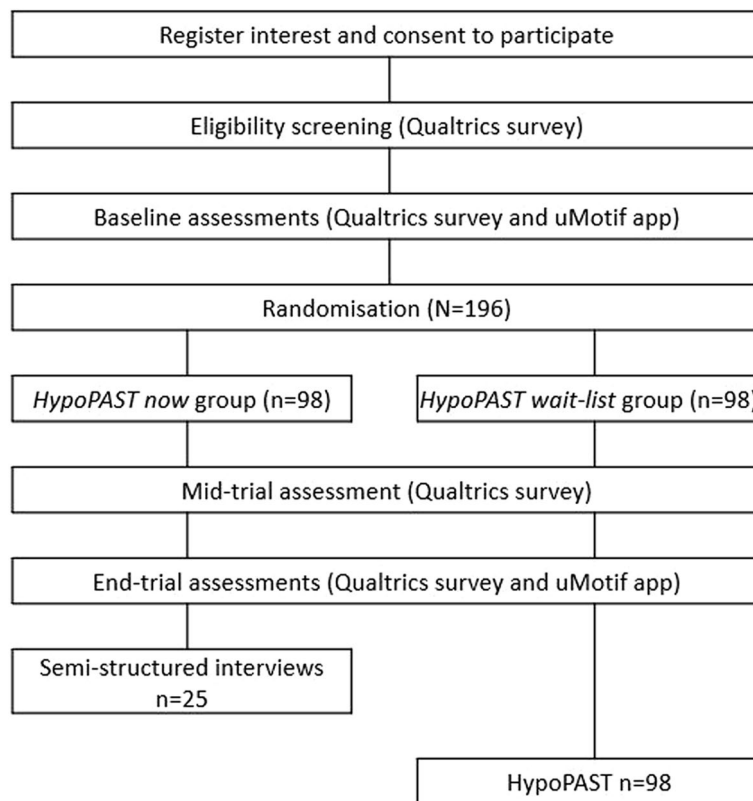 Register interest and consent to participate
Eligibility screening (Qualtrics survey)
Baseline assessments (Qualtrics survey and uMotif app)
Randomisation (N=196)
HypoPAST now group (n=98)
HypoPAST wait-list group (n=98)
Mid-trial assessment (Qualtrics survey)
End-trial assessments (Qualtrics survey and uMotif app)
Semi-structured interviews
n=25
HypoPAST n=98